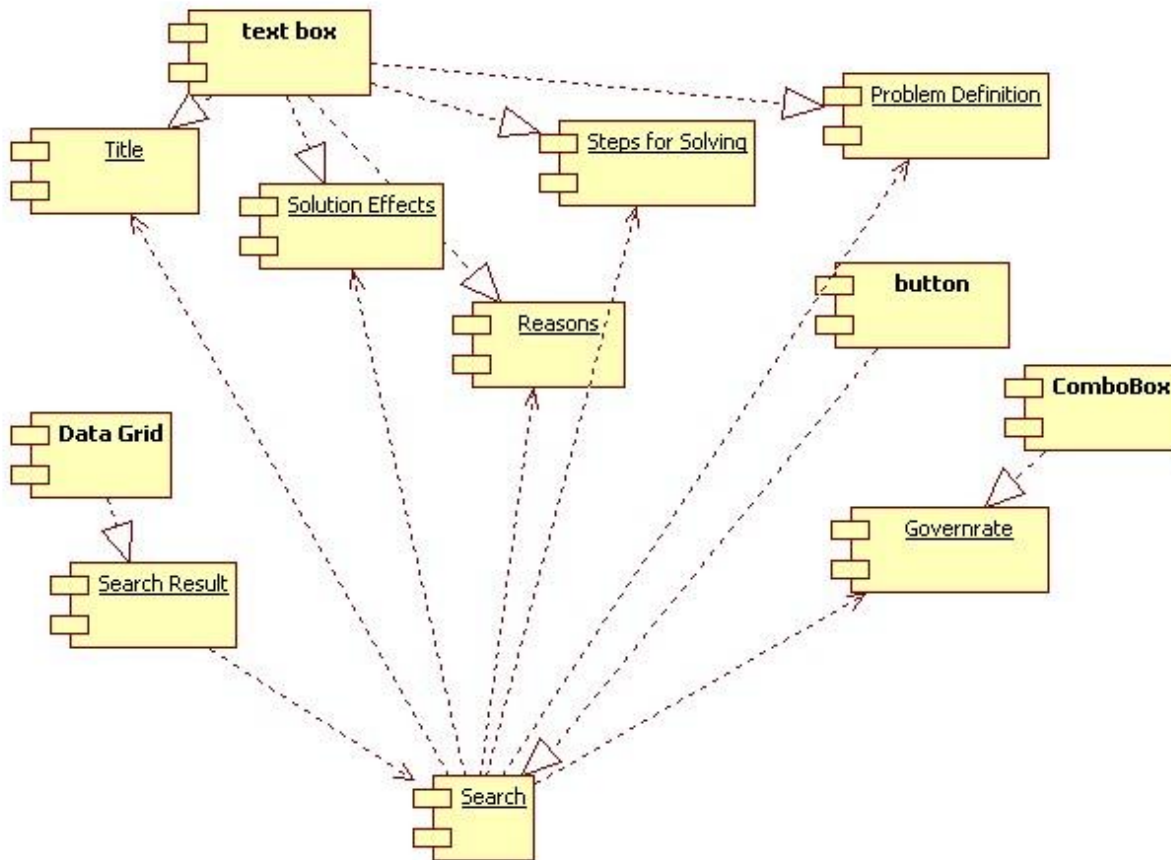 text box
Problem Definition
Title
Steps for Solving
Solution Effects
button
Reasons
ComboBox
Data Grid
Governrate
Search Result
Search